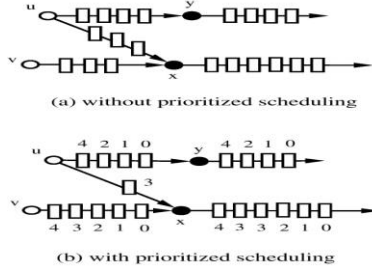 u y
v x
(a) without prioritized scheduling
4 2 1 0 4 2 1 0
u y
3
v x
4 3 2 1 0 4 3 3 2 1 0
(b) with prioritized scheduling